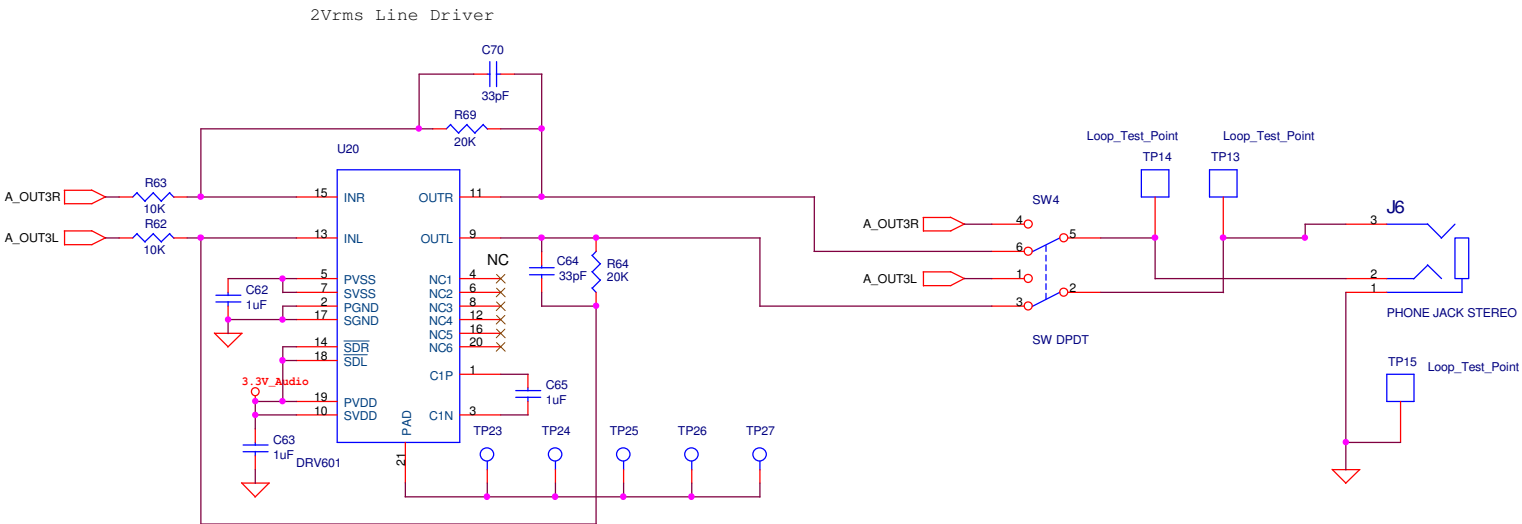 2Vrms Line Driver
C70
33pF
R69
20K
U20
Loop_Test_Point
Loop_Test_Point
TP14
TP13
A_OUT3R
R63
10K
15
INR
OUTR
11
A_OUT3L
R62
10K
13
INL
OUTL
9
SW4
A_OUT3R
4
5
6
J6
3
NC
C64
33pF
R64
20K
A_OUT3L
1
2
3
2
1
PHONE JACK STEREO
SW DPDT
C62
1uF
5
PVSS
7
SVSS
2
PGND
17
SGND
14
SDR
18
SDL
NC1
4
NC2
6
NC3
8
NC4
12
NC5
16
NC6
20
3.3V_Audio
19
PVDD
10
SVDD
C1P
1
C1N
3
C65
1uF
TP15
Loop_Test_Point
PAD
21
C63
1uF
DRV601
TP23
TP24
TP25
TP26
TP27